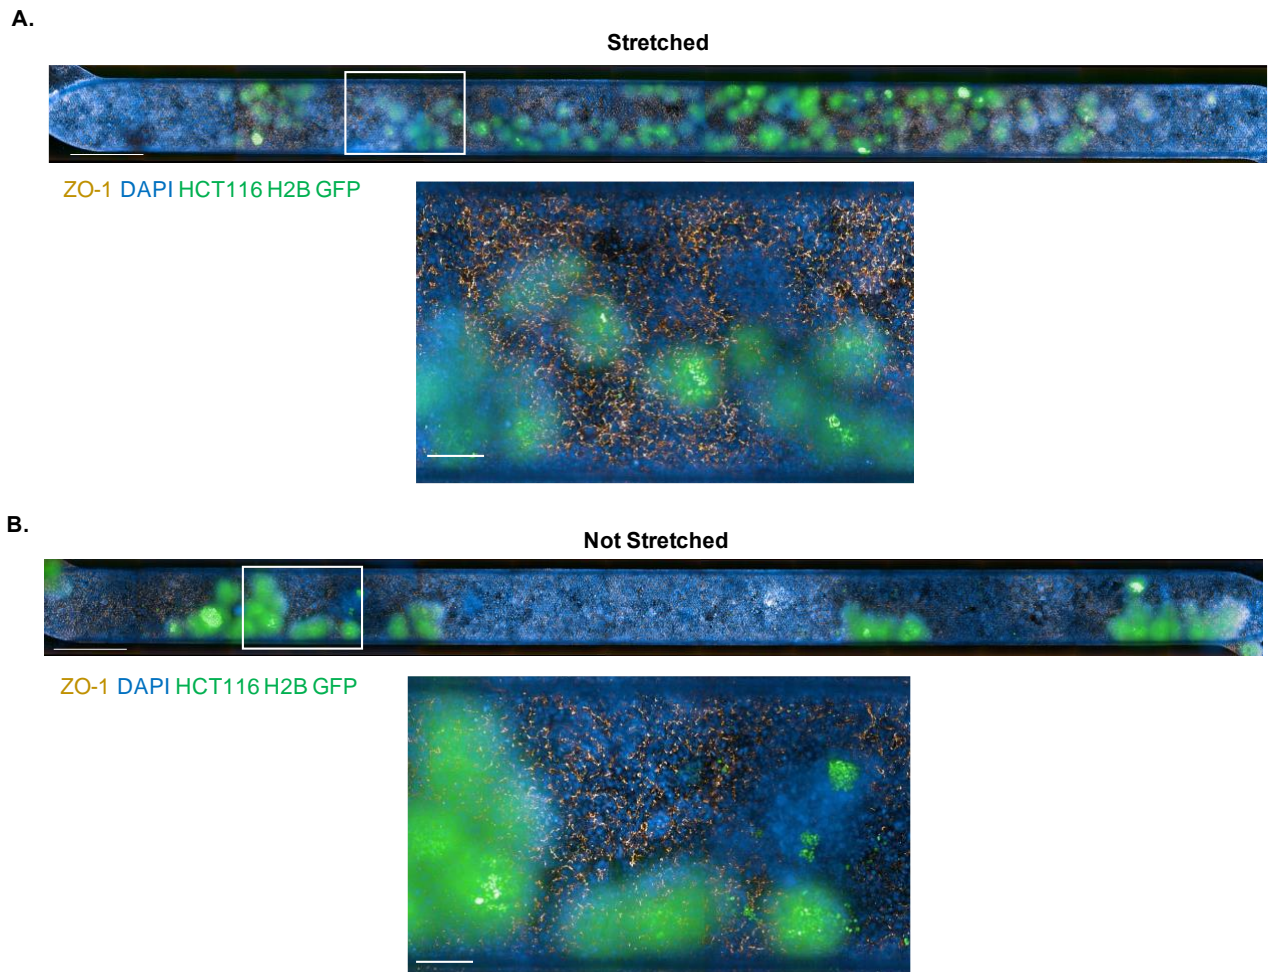 A.
Stretched
ZO-1 DAPI HCT116 H2B GFP
B.
Not Stretched
ZO-1 DAPI HCT116 H2B GFP